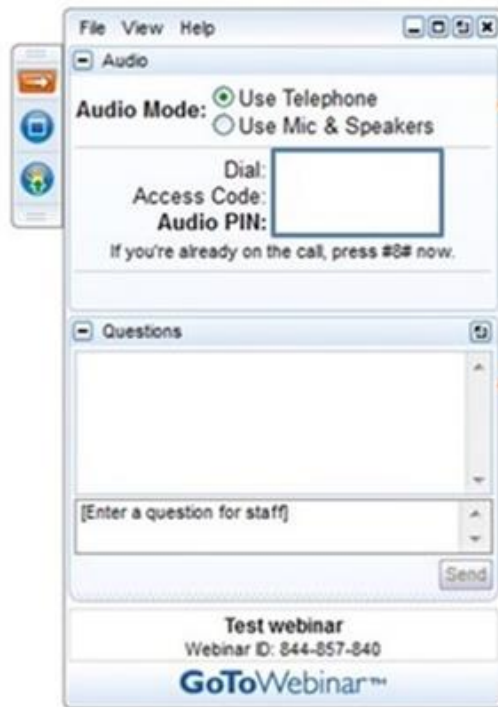 File View Help
Audio
Audio Mode: Use Telephone
Use Mic & Speakers
Dial:
Access Code:
Audio PIN:
If you're already on the call, press #8# now.
Questions
[Enter a question for staff]
Send
Test webinar
Webinar ID: 844-857-840
GoToWebinar™